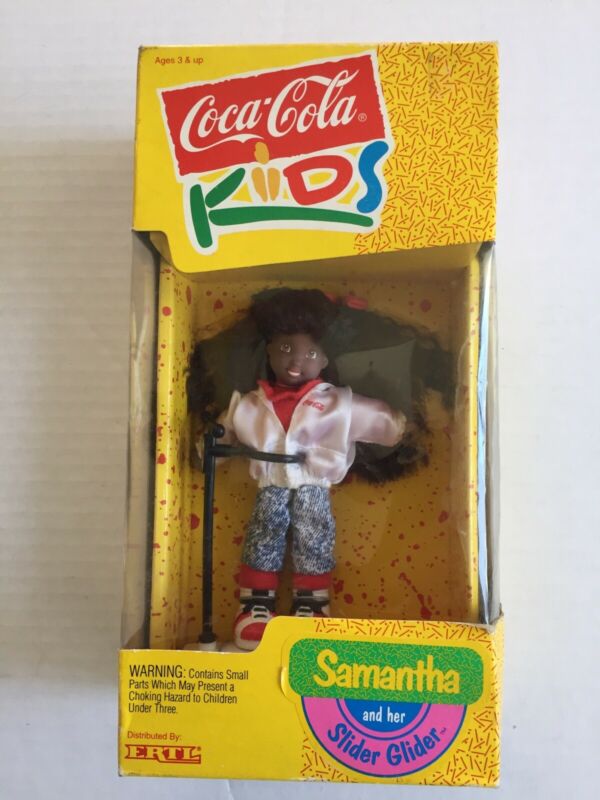 Ages 3 & up
Coca-Cola®
KiDS
Samantha
and her
Slider Glider™
WARNING: Contains Small
Parts Which May Present a
Choking Hazard to Children
Under Three.
Distributed By:
ERTL®